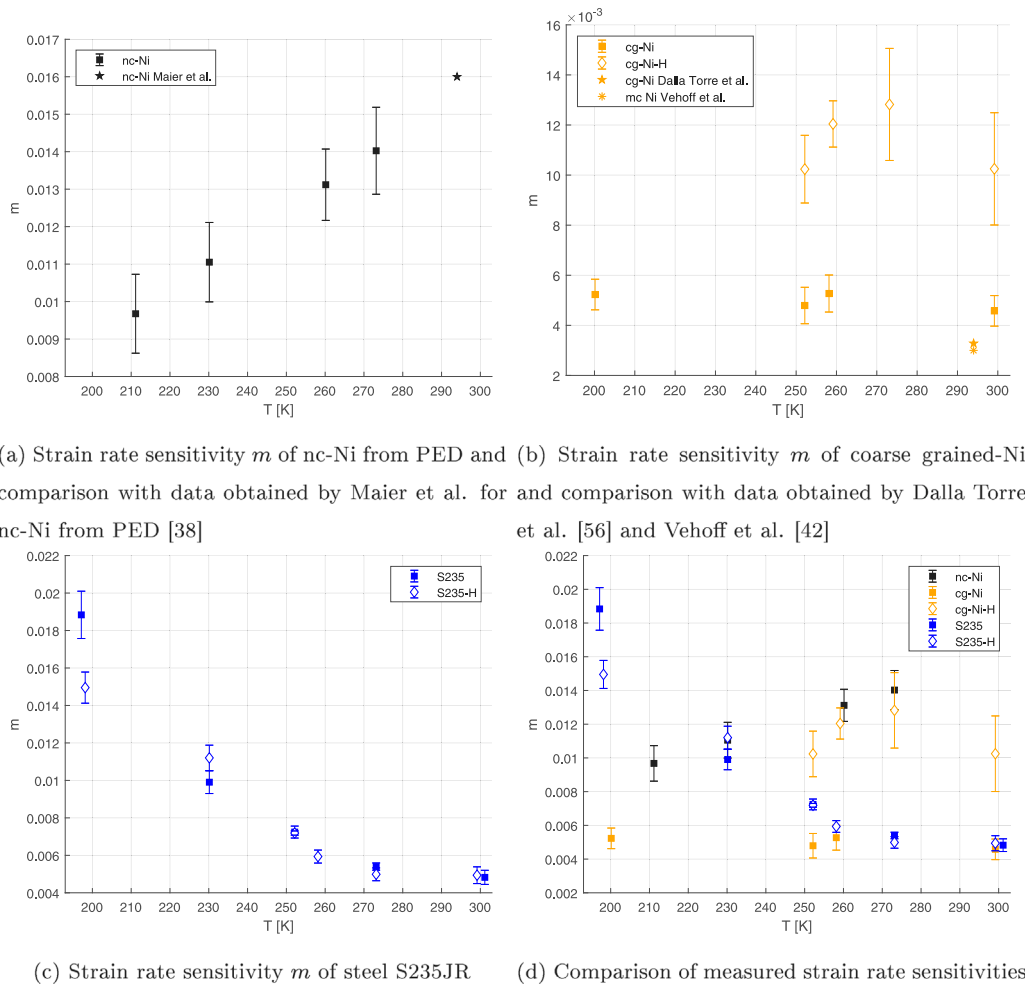 0.017
0.016
0.015
0.014
0.013
0.012
0.011
0.01
0.009
0.008
m
nc-Ni
nc-Ni Maier et al.
200 210 220 230 240 250 260 270 280 290 300
T [K]
16 ×10⁻³
14
12
10
8
6
4
2
m
cg-Ni
cg-Ni-H
cg-Ni Dalla Torre et al.
mc Ni Vehoff et al.
200 210 220 230 240 250 260 270 280 290 300
T [K]
(a) Strain rate sensitivity m of nc-Ni from PED and
comparison with data obtained by Maier et al. for
nc-Ni from PED [38]
(b) Strain rate sensitivity m of coarse grained-Ni
and comparison with data obtained by Dalla Torre
et al. [56] and Vehoff et al. [42]
0.022
0.02
0.018
0.016
0.014
0.012
0.01
0.008
0.006
0.004
m
S235
S235-H
200 210 220 230 240 250 260 270 280 290 300
T [K]
0.022
0.02
0.018
0.016
0.014
0.012
0.01
0.008
0.006
0.004
0.002
m
nc-Ni
cg-Ni
cg-Ni-H
S235
S235-H
200 210 220 230 240 250 260 270 280 290 300
T [K]
(c) Strain rate sensitivity m of steel S235JR
(d) Comparison of measured strain rate sensitivities